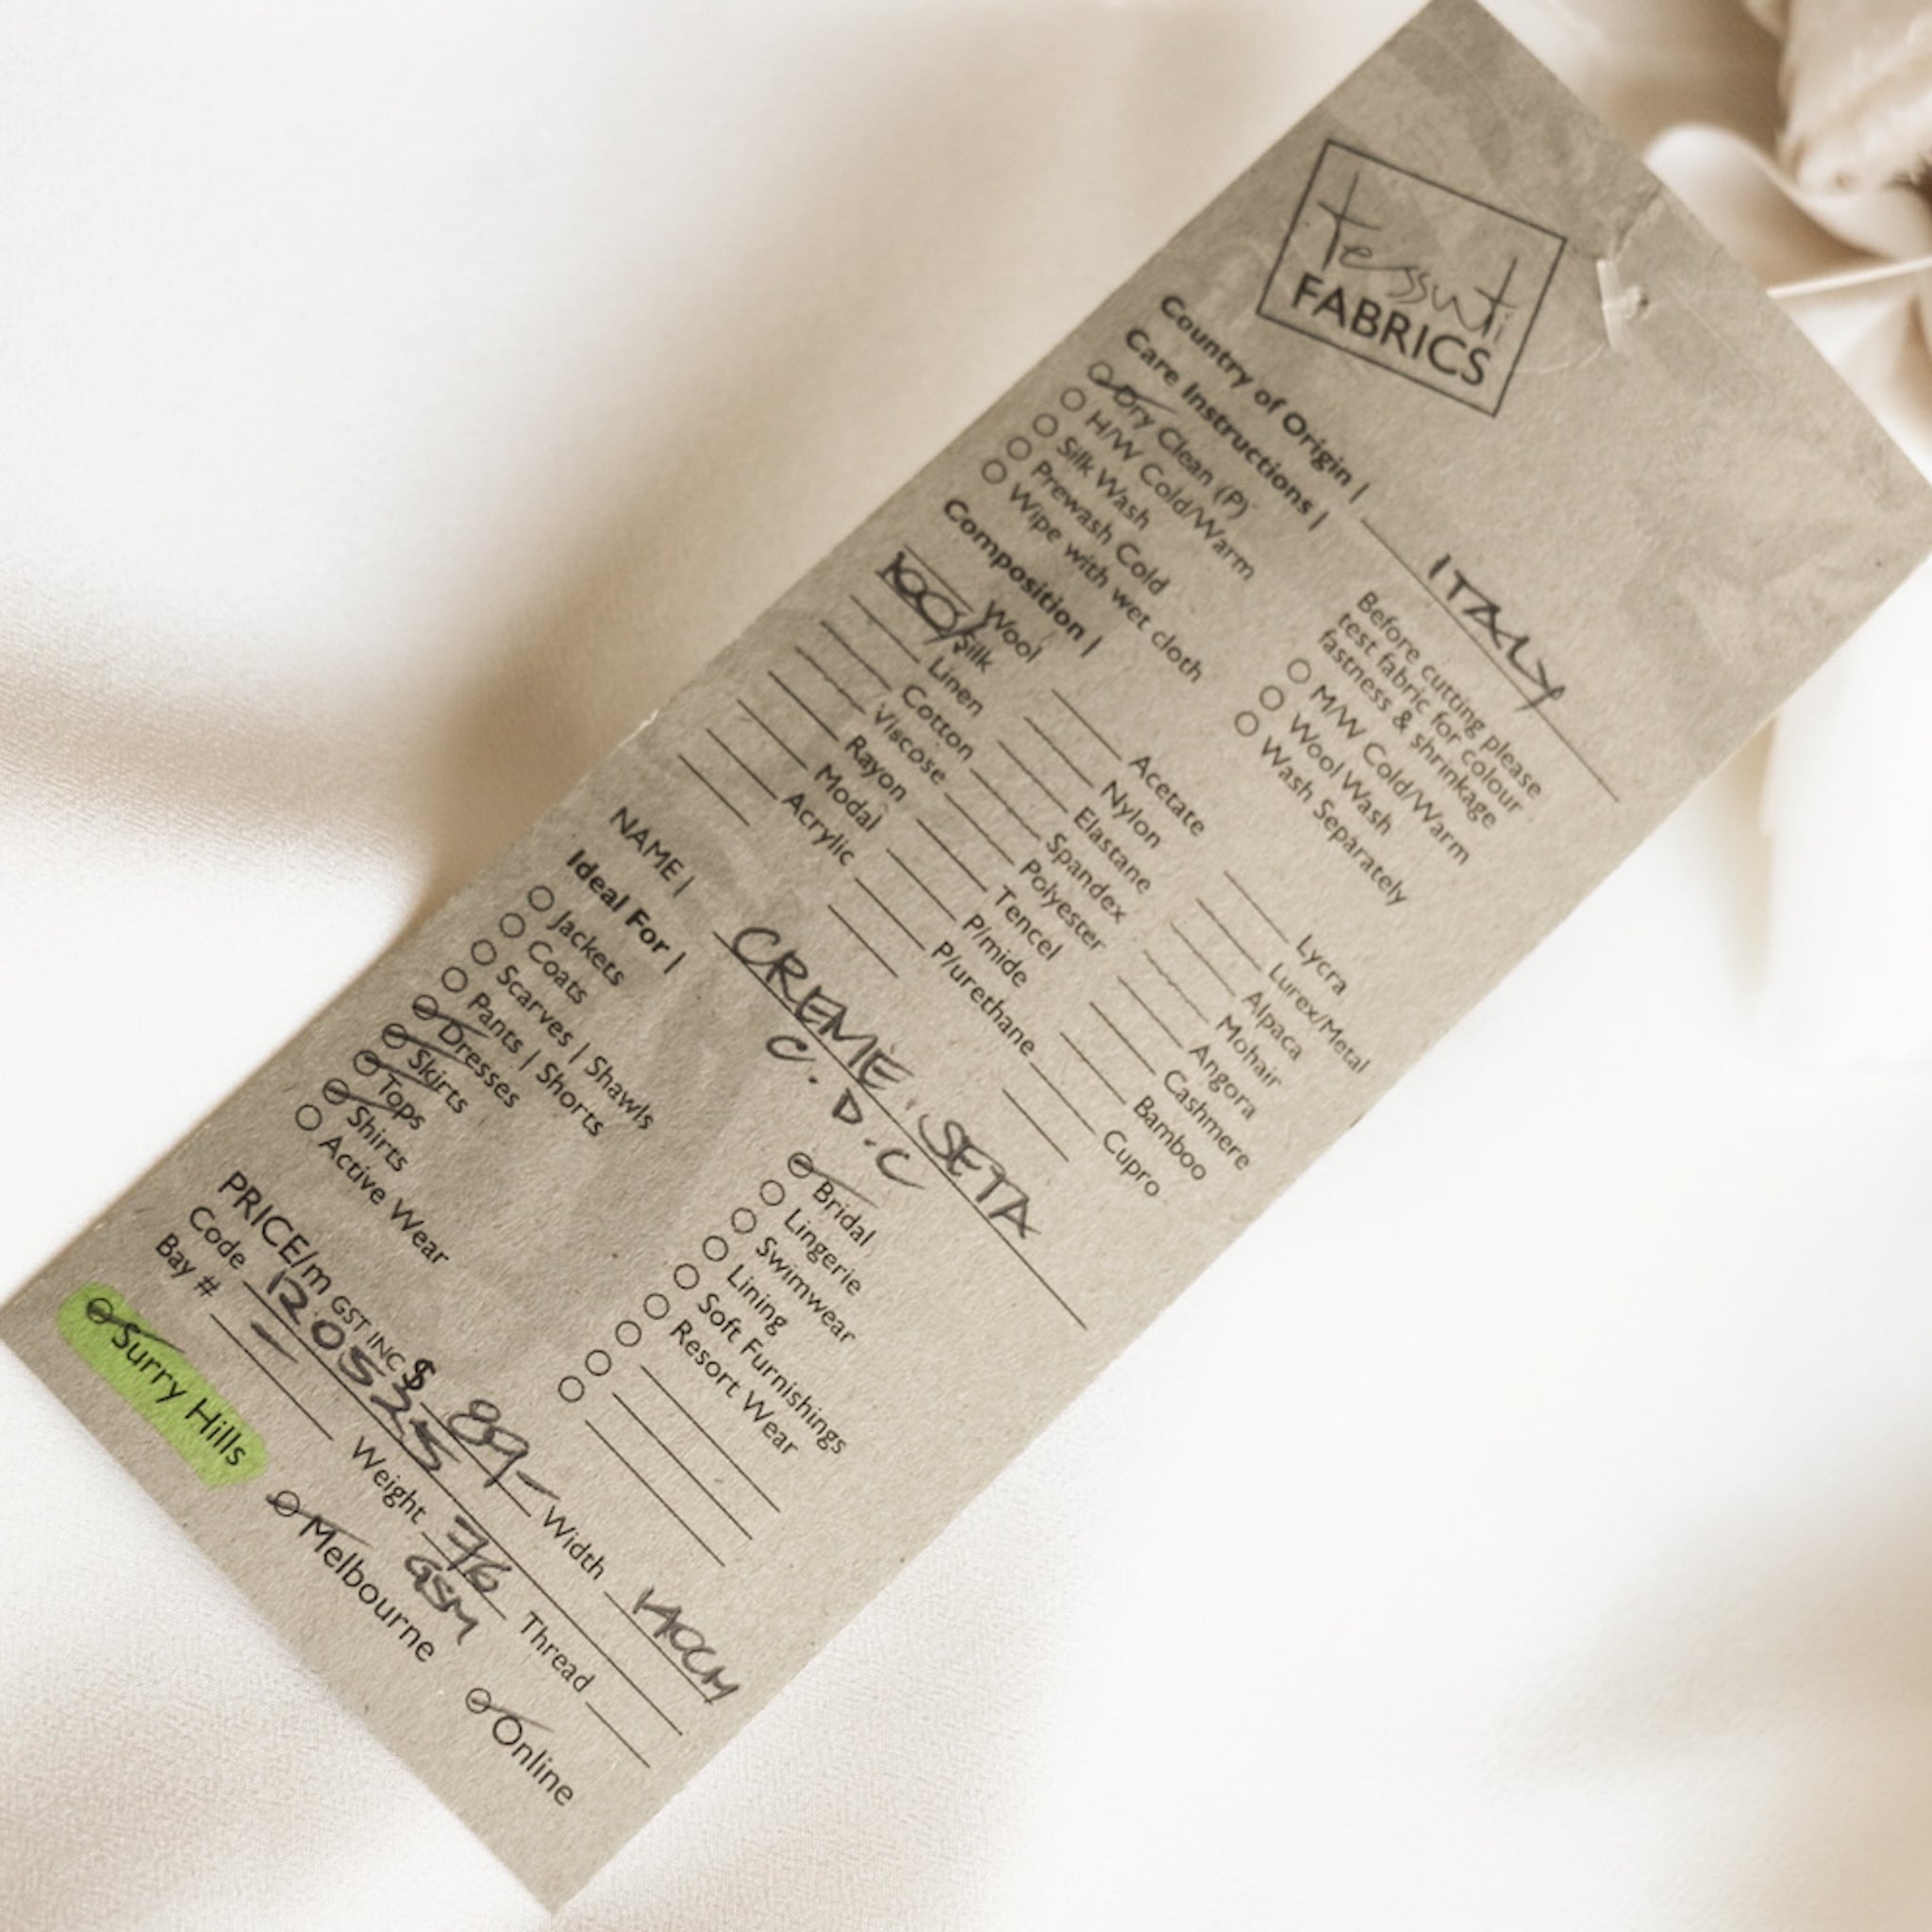 tessuti
FABRICS
Country of Origin | ITALY
Care Instructions |
Dry Clean (P)
H/W Cold/Warm
Silk Wash
Prewash Cold
Wipe with wet cloth
Before cutting please
test fabric for colour
fastness & shrinkage
M/W Cold/Warm
Wool Wash
Wash Separately
Composition |
Wool
100% Silk
Linen
Cotton
Viscose
Rayon
Modal
Acrylic
Acetate
Nylon
Elastane
Spandex
Polyester
Tencel
P/mide
P/urethane
Lycra
Lurex/Metal
Alpaca
Mohair
Angora
Cashmere
Bamboo
Cupro
NAME | CREME SETA
C.D.C
Ideal For |
Jackets
Coats
Scarves | Shawls
Pants | Shorts
Dresses
Skirts
Tops
Shirts
Active Wear
Bridal
Lingerie
Swimwear
Lining
Soft Furnishings
Resort Wear
PRICE/m GST INC $ 89- Width 140CM
Code 12.05325
Bay # - Weight 76 GSM Thread
Surry Hills Melbourne Online